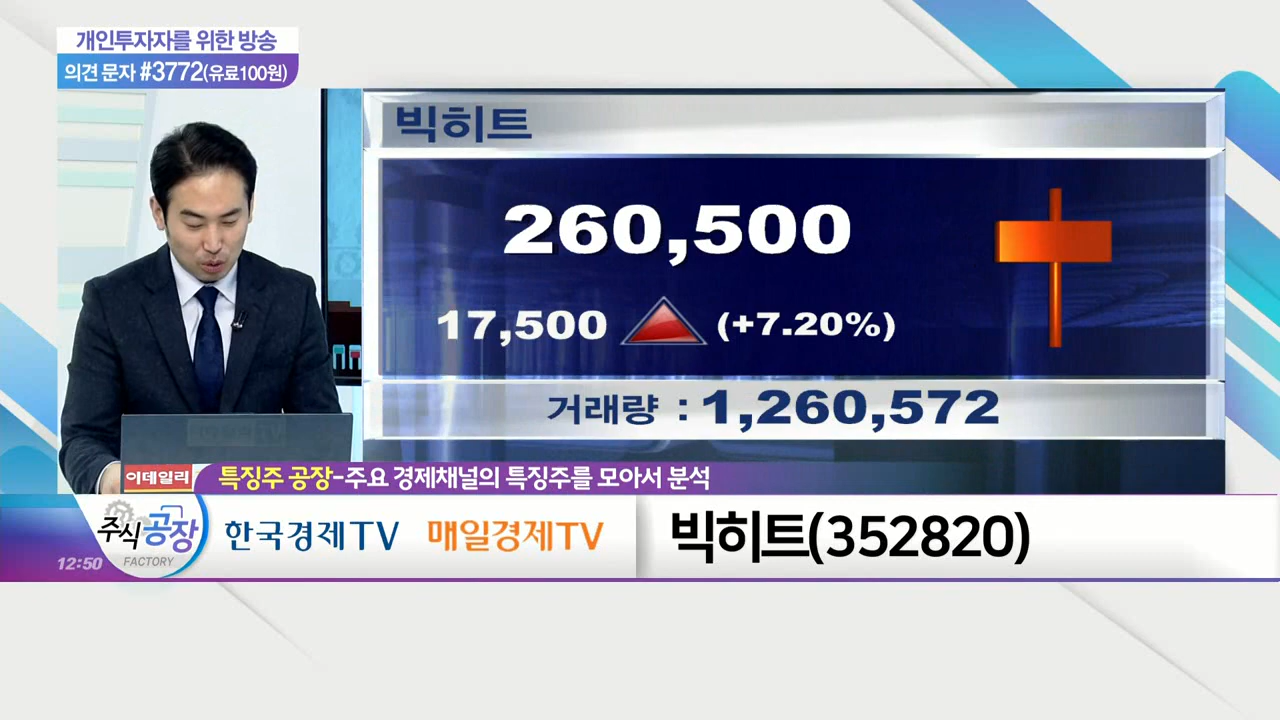 개인투자자를 위한 방송
의견 문자 #3772(유료100원)
빅히트
260,500
17,500 (+7.20%)
거래량 : 1,260,572
이데일리
특징주 공장-주요 경제채널의 특징주를 모아서 분석
주식공장
FACTORY
12:50
한국경제TV 매일경제TV
빅히트(352820)